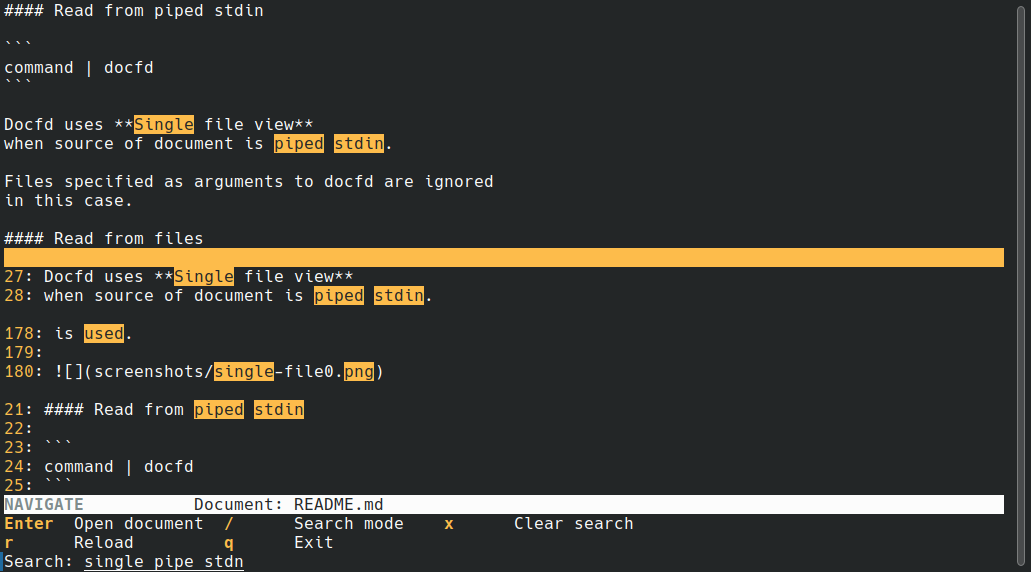 #### Read from piped stdin
```
command | docfd
```
Docfd uses **Single file view**
when source of document is piped stdin.
Files specified as arguments to docfd are ignored
in this case.
#### Read from files
27: Docfd uses **Single file view**
28: when source of document is piped stdin.
178: is used.
179:
180: ![](screenshots/single-file0.png)
21: #### Read from piped stdin
22:
23: ```
24: command | docfd
25: ```
NAVIGATE Document: README.md
Enter Open document / Search mode x Clear search
r Reload q Exit
Search: single pipe stdn